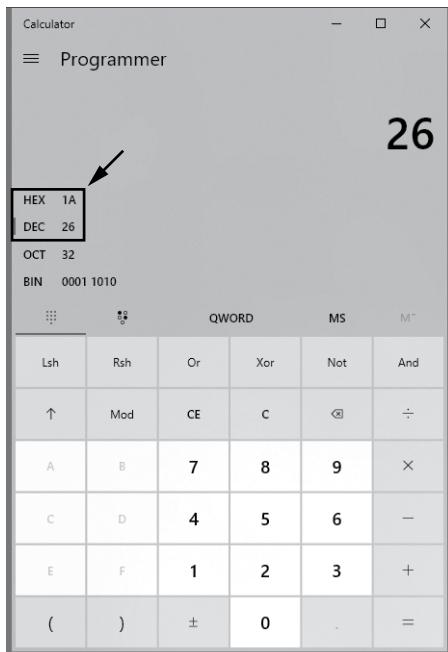 Calculator
Programmer
26
HEX 1A
DEC 26
OCT 32
BIN 0001 1010
QWORD MS M˅
Lsh Rsh Or Xor Not And
↑ Mod CE C ⌫ ÷
A B 7 8 9 ×
C D 4 5 6 −
E F 1 2 3 +
( ) ± 0 . =